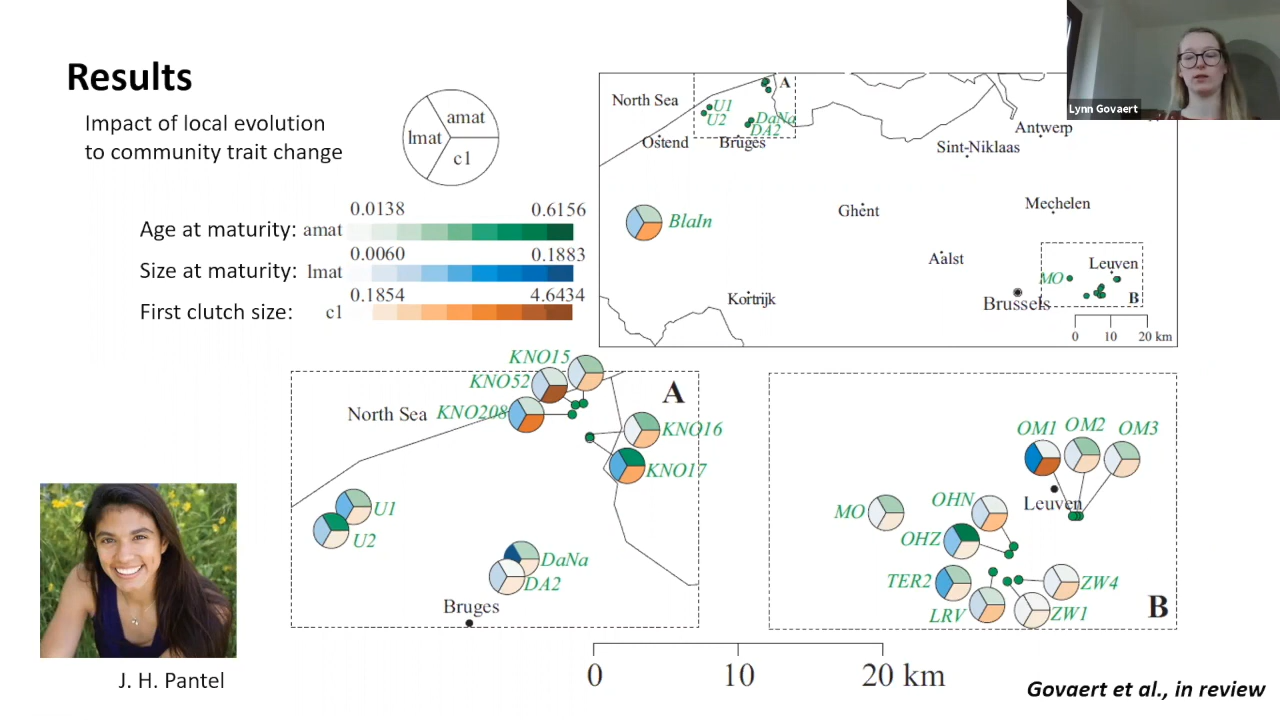 Results
Impact of local evolution
to community trait change
amat
lmat
c1
0.0138 0.6156
Age at maturity: amat
0.0060 0.1883
Size at maturity: lmat
0.1854 4.6434
First clutch size: c1
North Sea
A
U1
U2
DaNa
DA2
Ostend
Bruges
Antwerp
Sint-Niklaas
Ghent
Mechelen
BlaIn
Aalst
MO
Leuven
Brussels
B
Kortrijk
0 10 20 km
Lynn Govaert
KNO15
KNO52
KNO208
North Sea
A
KNO16
KNO17
U1
U2
DaNa
DA2
Bruges
OM1 OM2 OM3
Leuven
MO
OHN
OHZ
TER2
LRV
ZW4
ZW1
B
0 10 20 km
J. H. Pantel
Govaert et al., in review